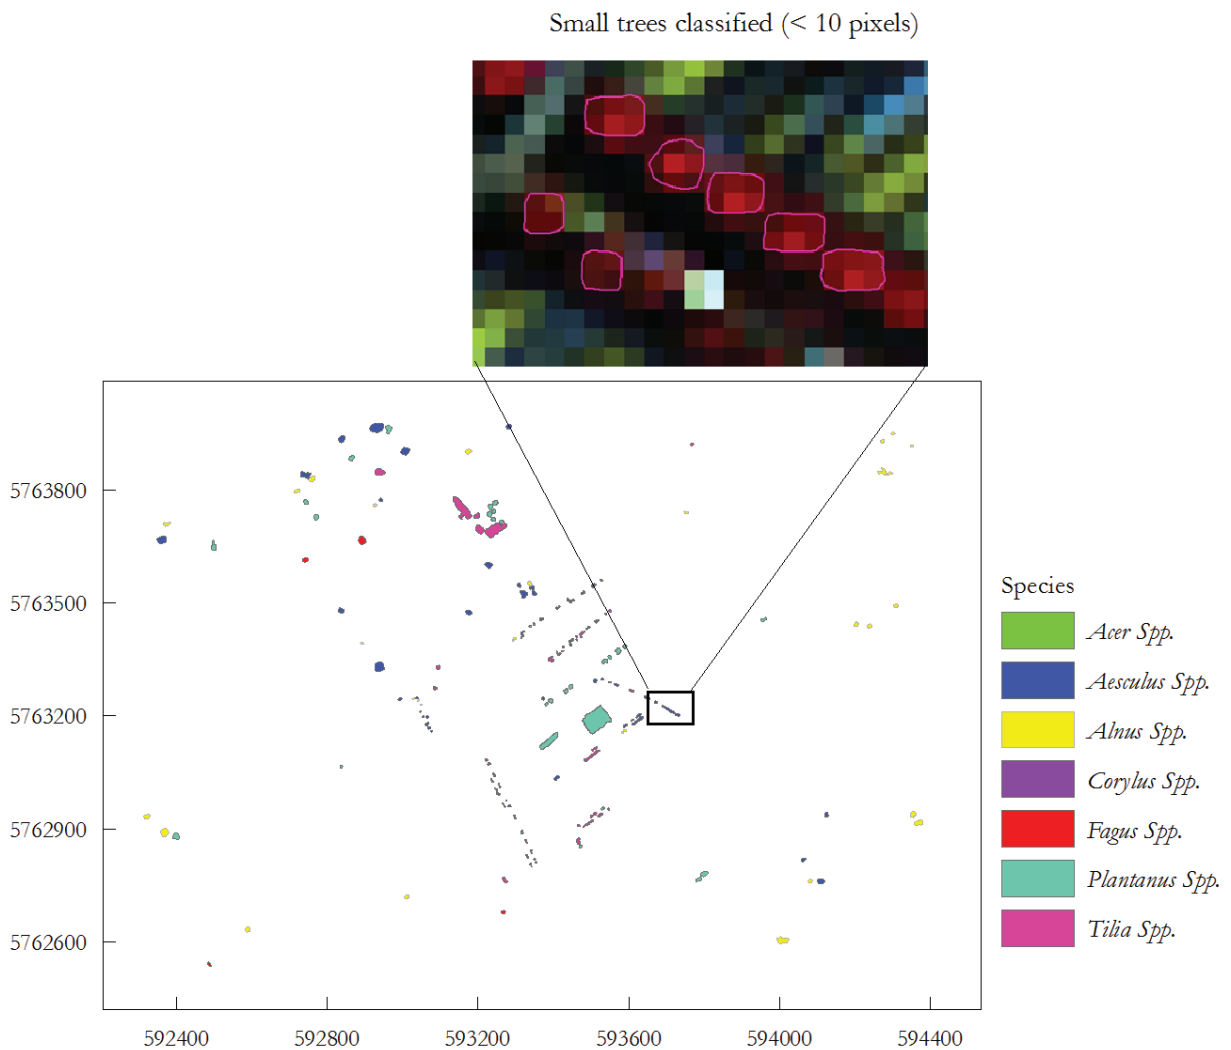 Small trees classified (< 10 pixels)
5763800
5763500
5763200
5762900
5762600
592400
592800
593200
593600
594000
594400
Species
Acer Spp.
Aesculus Spp.
Alnus Spp.
Corylus Spp.
Fagus Spp.
Plantanus Spp.
Tilia Spp.